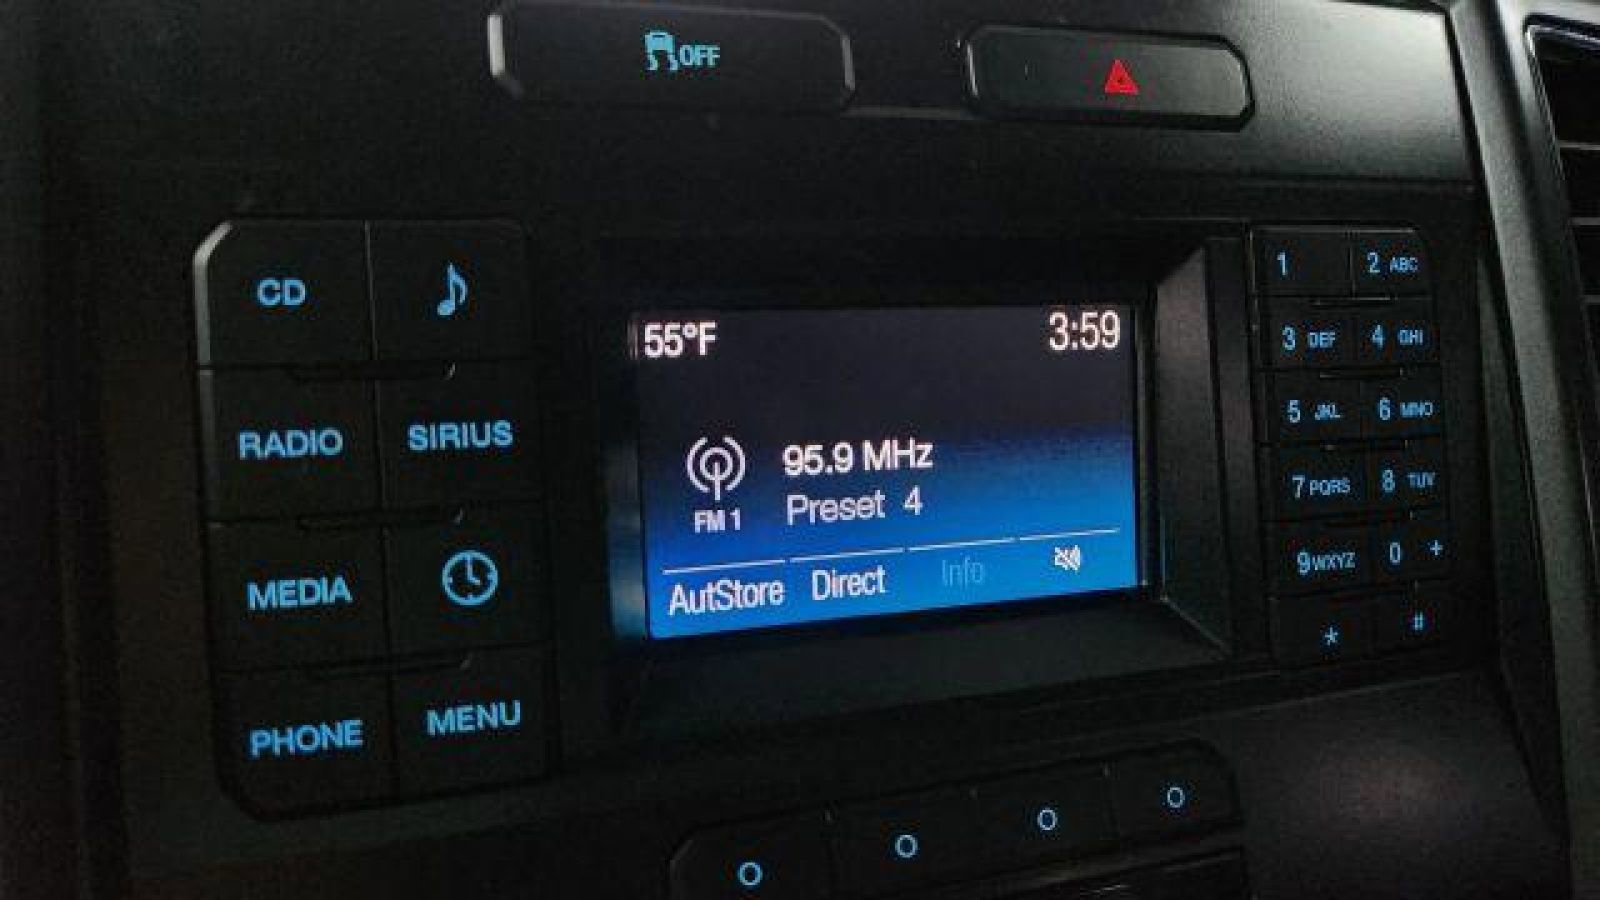 OFF
CD
RADIO SIRIUS
MEDIA
PHONE MENU
55°F 3:59
95.9 MHz
FM 1 Preset 4
AutStore Direct Info
1 2 ABC
3 DEF 4 GHI
5 JKL 6 MNO
7 PQRS 8 TUV
9 WXYZ 0 +
* #